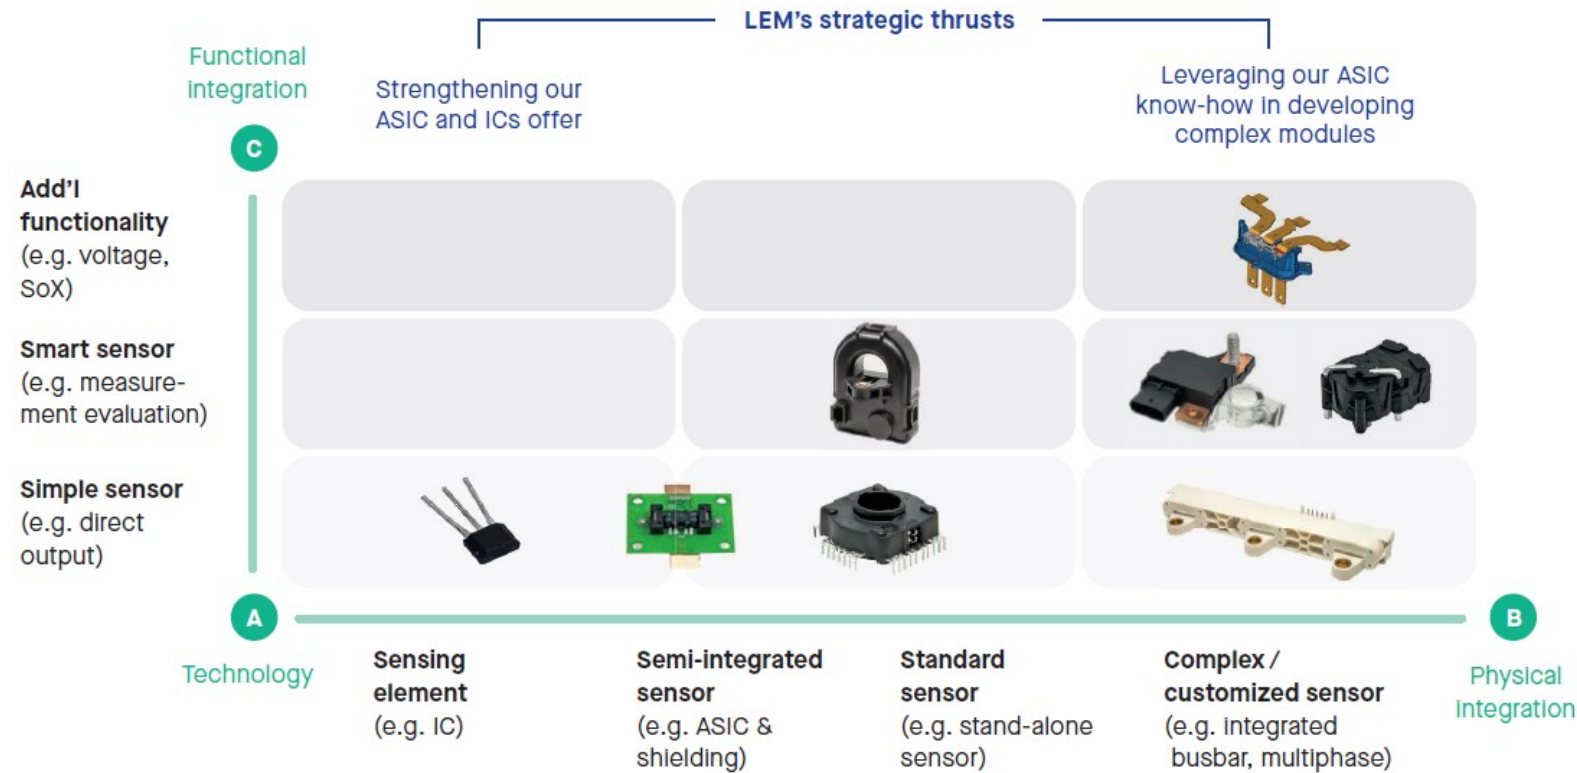 LEM's strategic thrusts
Functional
integration
Strengthening our
ASIC and ICs offer
Leveraging our ASIC
know-how in developing
complex modules
C
Add'l
functionality
(e.g. voltage,
SoX)
Smart sensor
(e.g. measure-
ment evaluation)
Simple sensor
(e.g. direct
output)
A
B
Technology
Sensing
element
(e.g. IC)
Semi-integrated
sensor
(e.g. ASIC &
shielding)
Standard
sensor
(e.g. stand-alone
sensor)
Complex /
customized sensor
(e.g. integrated
busbar, multiphase)
Physical
integration